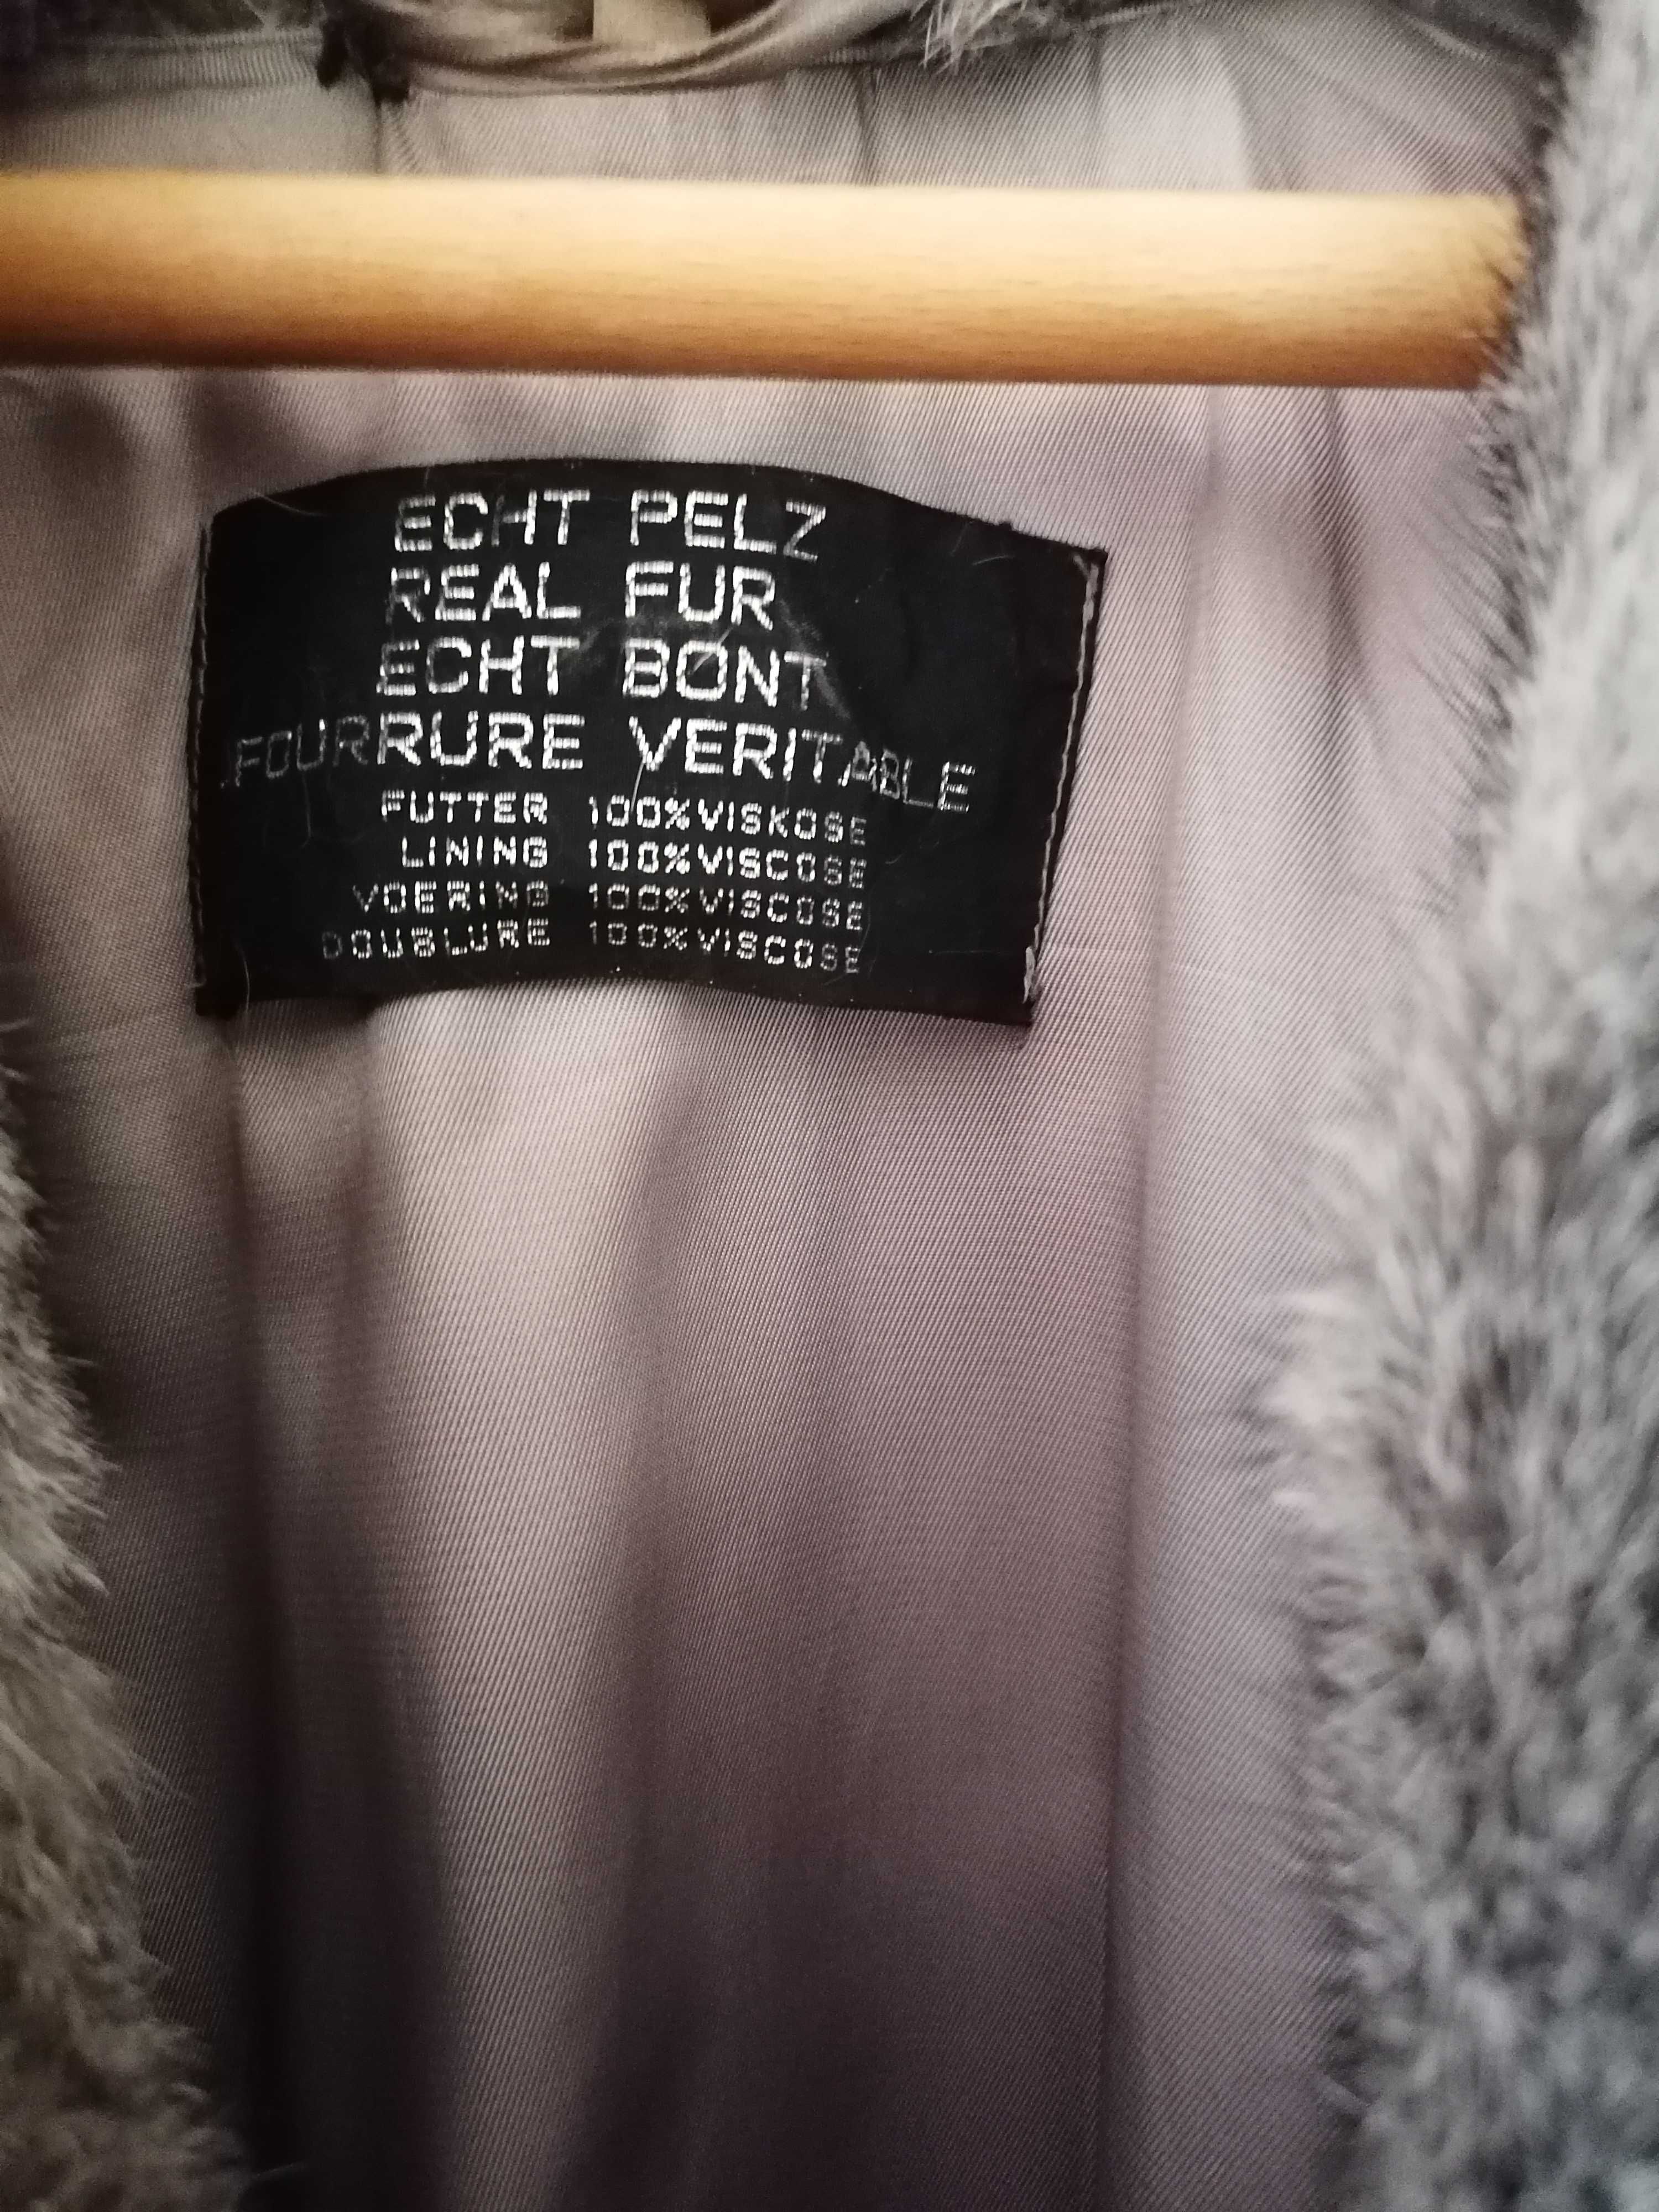 ECHT PELZ
REAL FUR
ECHT BONT
FOURRURE VERITABLE
FUTTER 100% VISKOSE
LINING 100% VISCOSE
VOERING 100% VISCOSE
DOUBLURE 100% VISCOSE